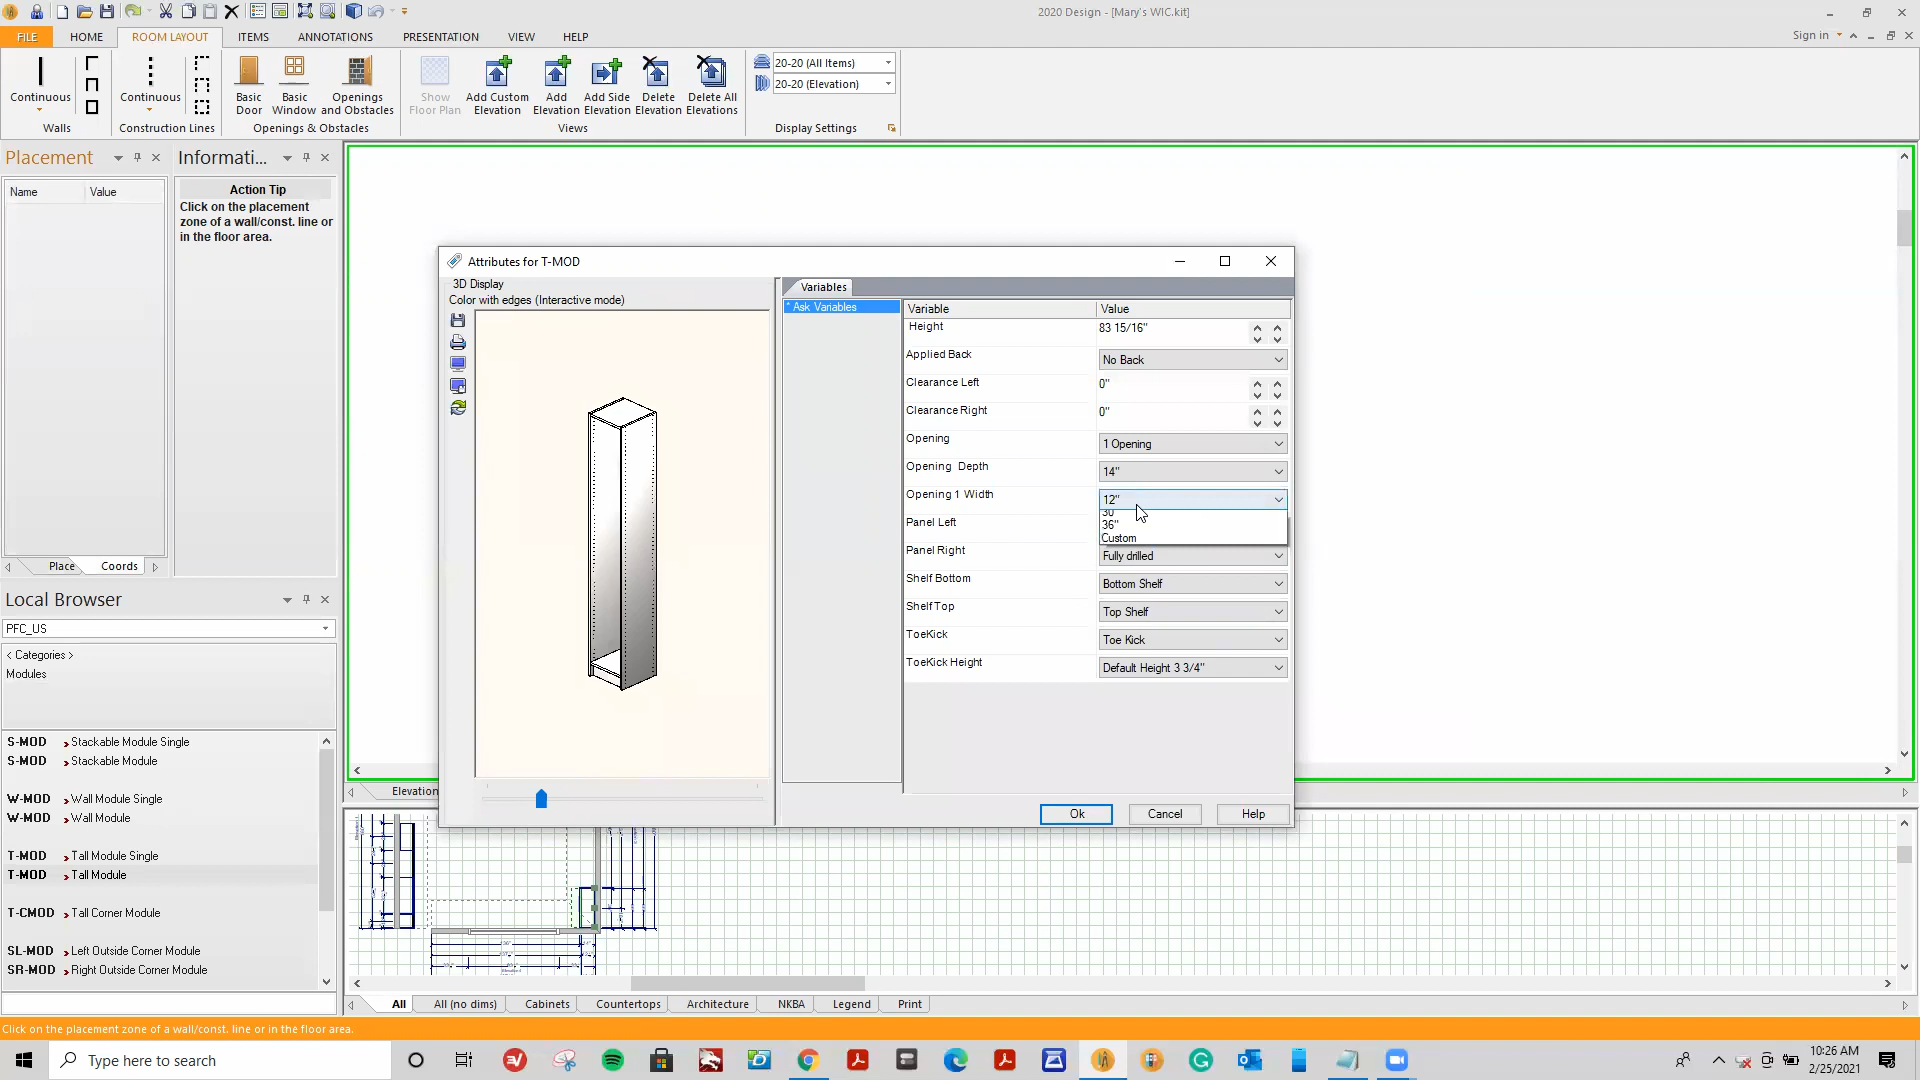 2020 Design - [Mary's WIC.kit]
FILE HOME ROOM LAYOUT ITEMS ANNOTATIONS PRESENTATION VIEW HELP
Sign in
Continuous
Walls
Continuous
Construction Lines
Basic Door
Basic Window
Openings and Obstacles
Openings & Obstacles
Show Floor Plan
Add Custom Elevation
Add Elevation
Add Side Elevation
Delete Elevation
Delete All Elevations
Views
20-20 (All Items)
20-20 (Elevation)
Display Settings
Placement
Name Value
Place Coords
Informati...
Action Tip
Click on the placement
zone of a wall/const. line or
in the floor area.
Local Browser
PFC_US
< Categories >
Modules
S-MOD Stackable Module Single
S-MOD Stackable Module
W-MOD Wall Module Single
W-MOD Wall Module
T-MOD Tall Module Single
T-MOD Tall Module
T-CMOD Tall Corner Module
SL-MOD Left Outside Corner Module
SR-MOD Right Outside Corner Module
Attributes for T-MOD
3D Display
Color with edges (Interactive mode)
Variables
* Ask Variables
Variable Value
Height 83 15/16"
Applied Back No Back
Clearance Left 0"
Clearance Right 0"
Opening 1 Opening
Opening Depth 14"
Opening 1 Width 12"
30"
36"
Custom
Panel Left
Panel Right Fully drilled
Shelf Bottom Bottom Shelf
Shelf Top Top Shelf
ToeKick Toe Kick
ToeKick Height Default Height 3 3/4"
Ok Cancel Help
Elevation
All All (no dims) Cabinets Countertops Architecture NKBA Legend Print
Click on the placement zone of a wall/const. line or in the floor area.
Type here to search
10:26 AM
2/25/2021